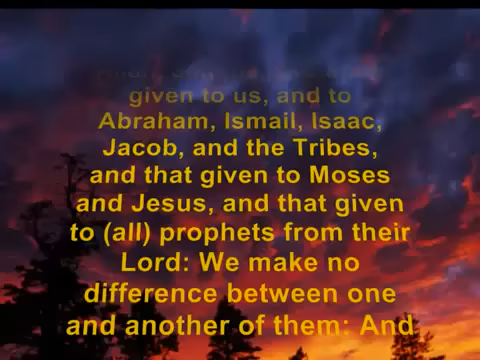 given to us, and to
Abraham, Ismail, Isaac,
Jacob, and the Tribes,
and that given to Moses
and Jesus, and that given
to (all) prophets from their
Lord: We make no
difference between one
and another of them: And